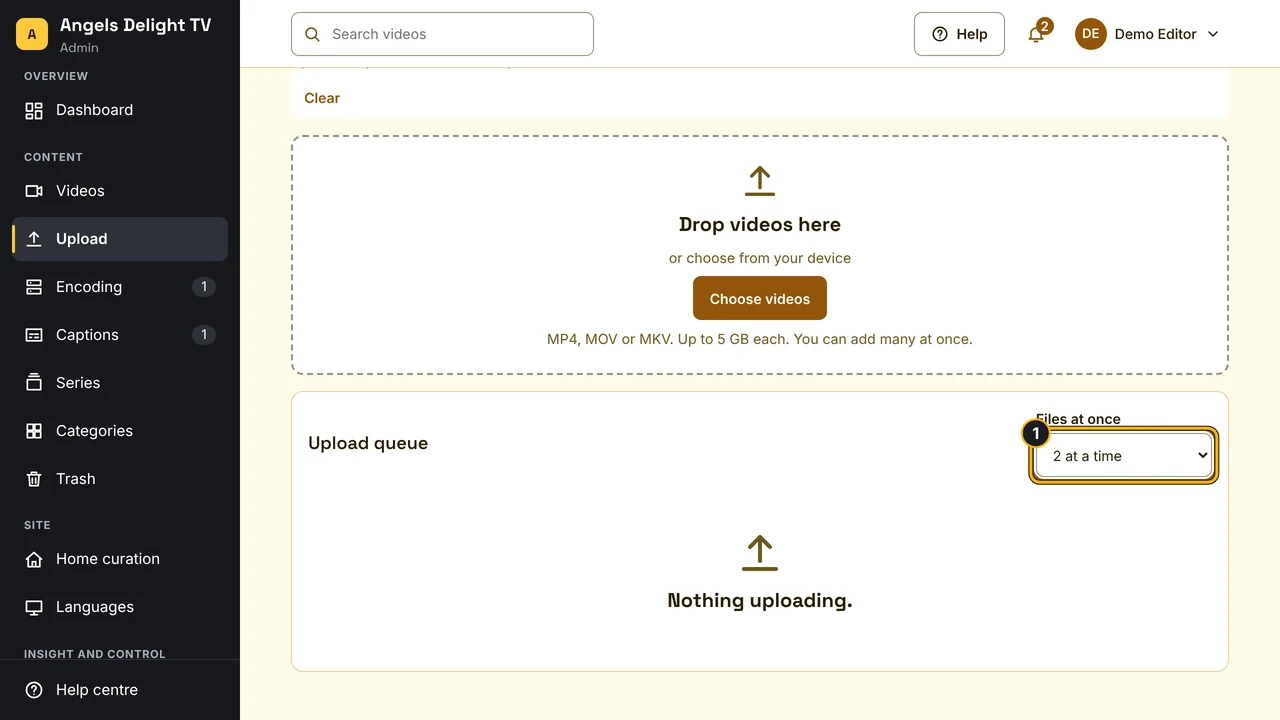 A
Angels Delight TV
Admin
OVERVIEW
Dashboard
CONTENT
Videos
Upload
Encoding 1
Captions 1
Series
Categories
Trash
SITE
Home curation
Languages
INSIGHT AND CONTROL
Help centre
Search videos
Help
2
DE
Demo Editor
Clear
Drop videos here
or choose from your device
Choose videos
MP4, MOV or MKV. Up to 5 GB each. You can add many at once.
Upload queue
Files at once
1
2 at a time
Nothing uploading.